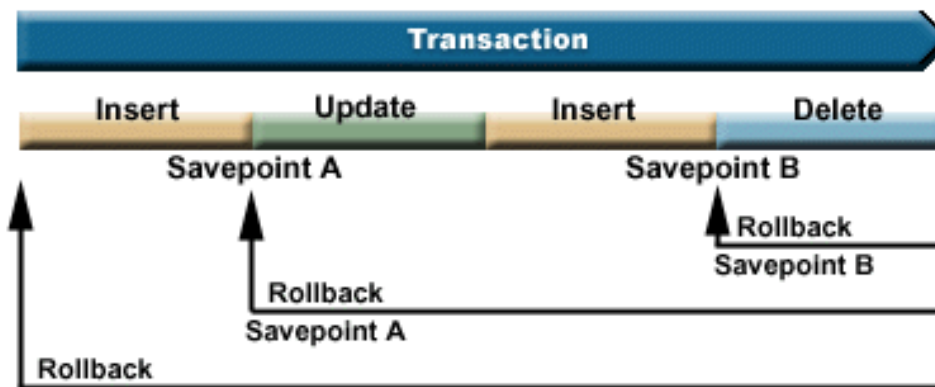 Transaction
Insert Update Insert Delete
Savepoint A Savepoint B
Rollback
Savepoint B
Rollback
Savepoint A
Rollback